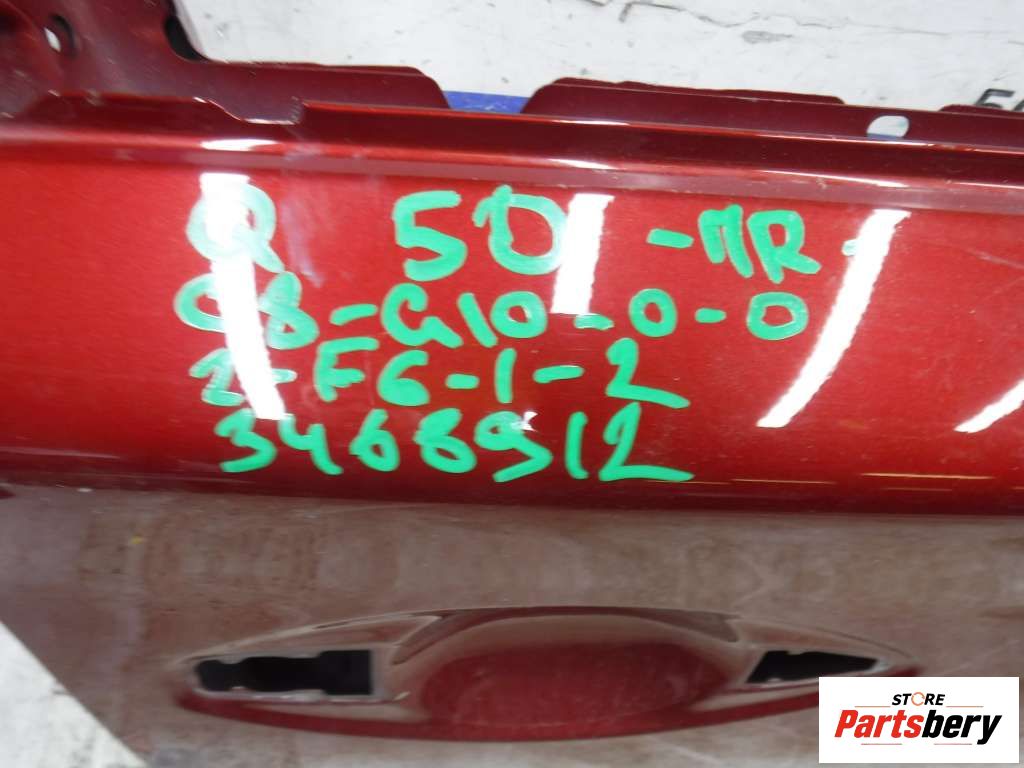 Q 50 -MR-
08-G10-0-0
2-F6-1-2
3468912
STORE
Partsbery